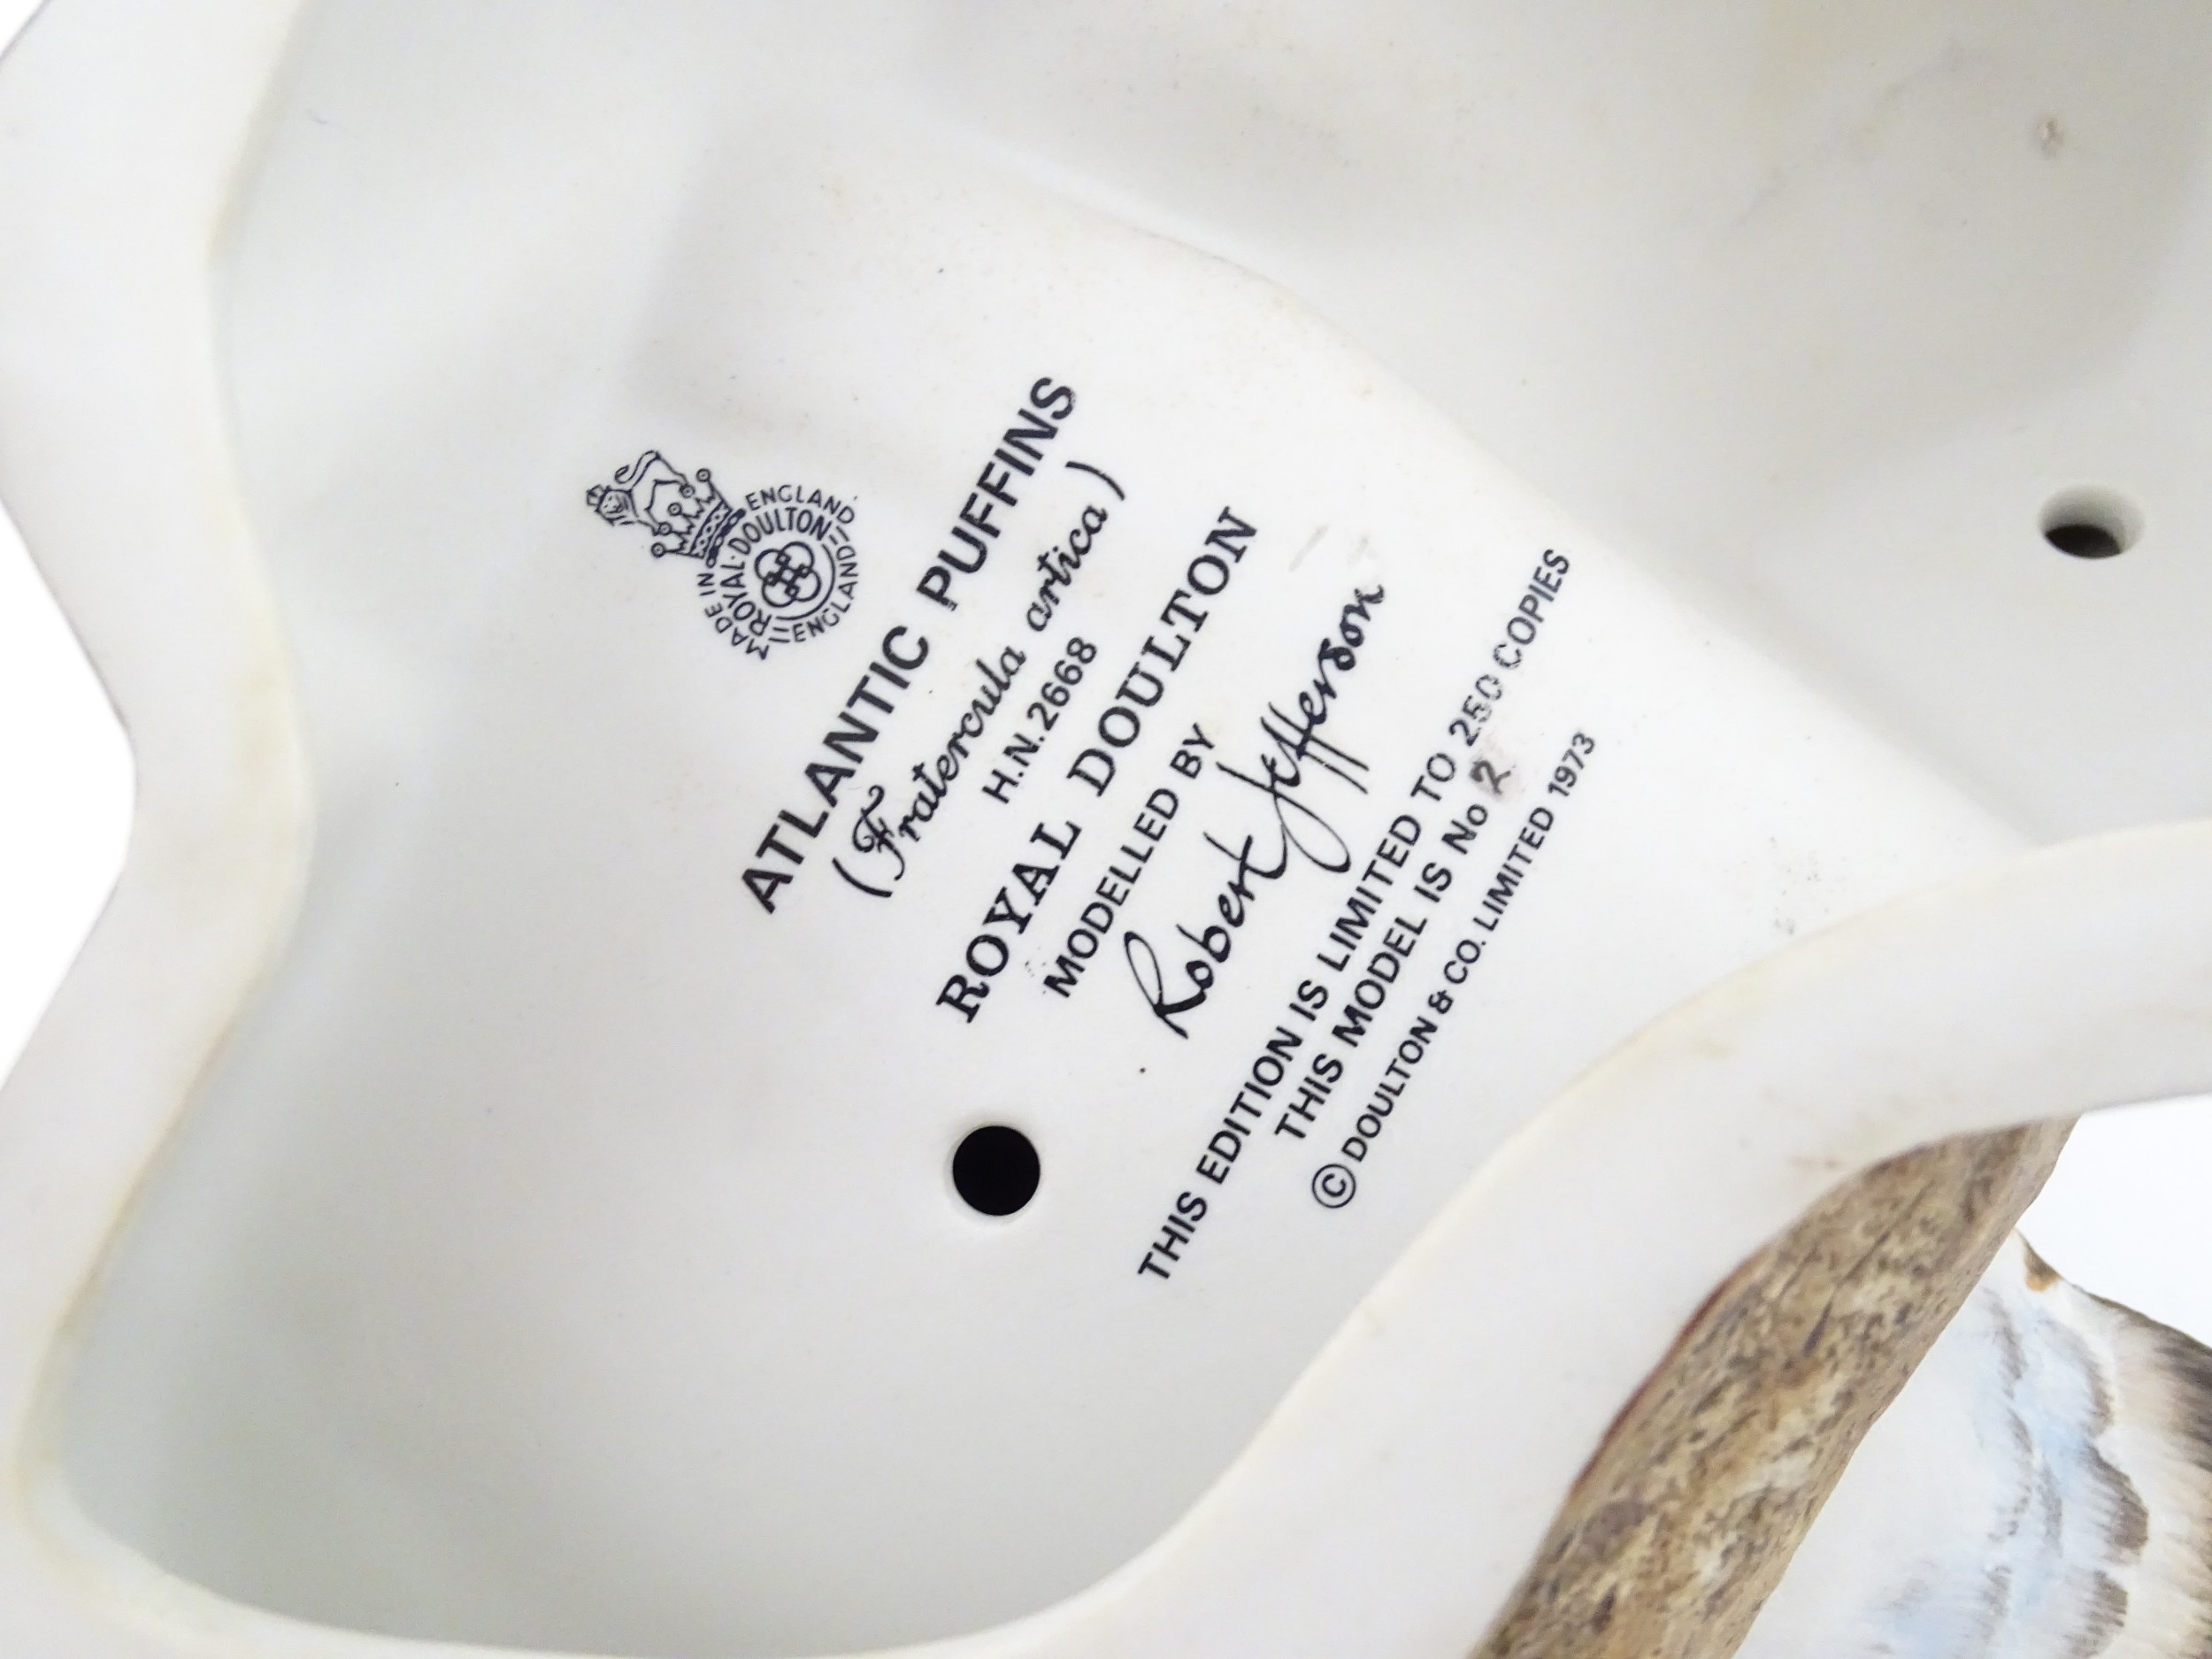 MADE IN ENGLAND
ROYAL·DOULTON
ENGLAND
ATLANTIC PUFFINS
(Fratercula artica)
H.N. 2668
ROYAL DOULTON
MODELLED BY
Robert Jefferson
THIS EDITION IS LIMITED TO 250 COPIES
THIS MODEL IS No 2
© DOULTON & CO. LIMITED 1973